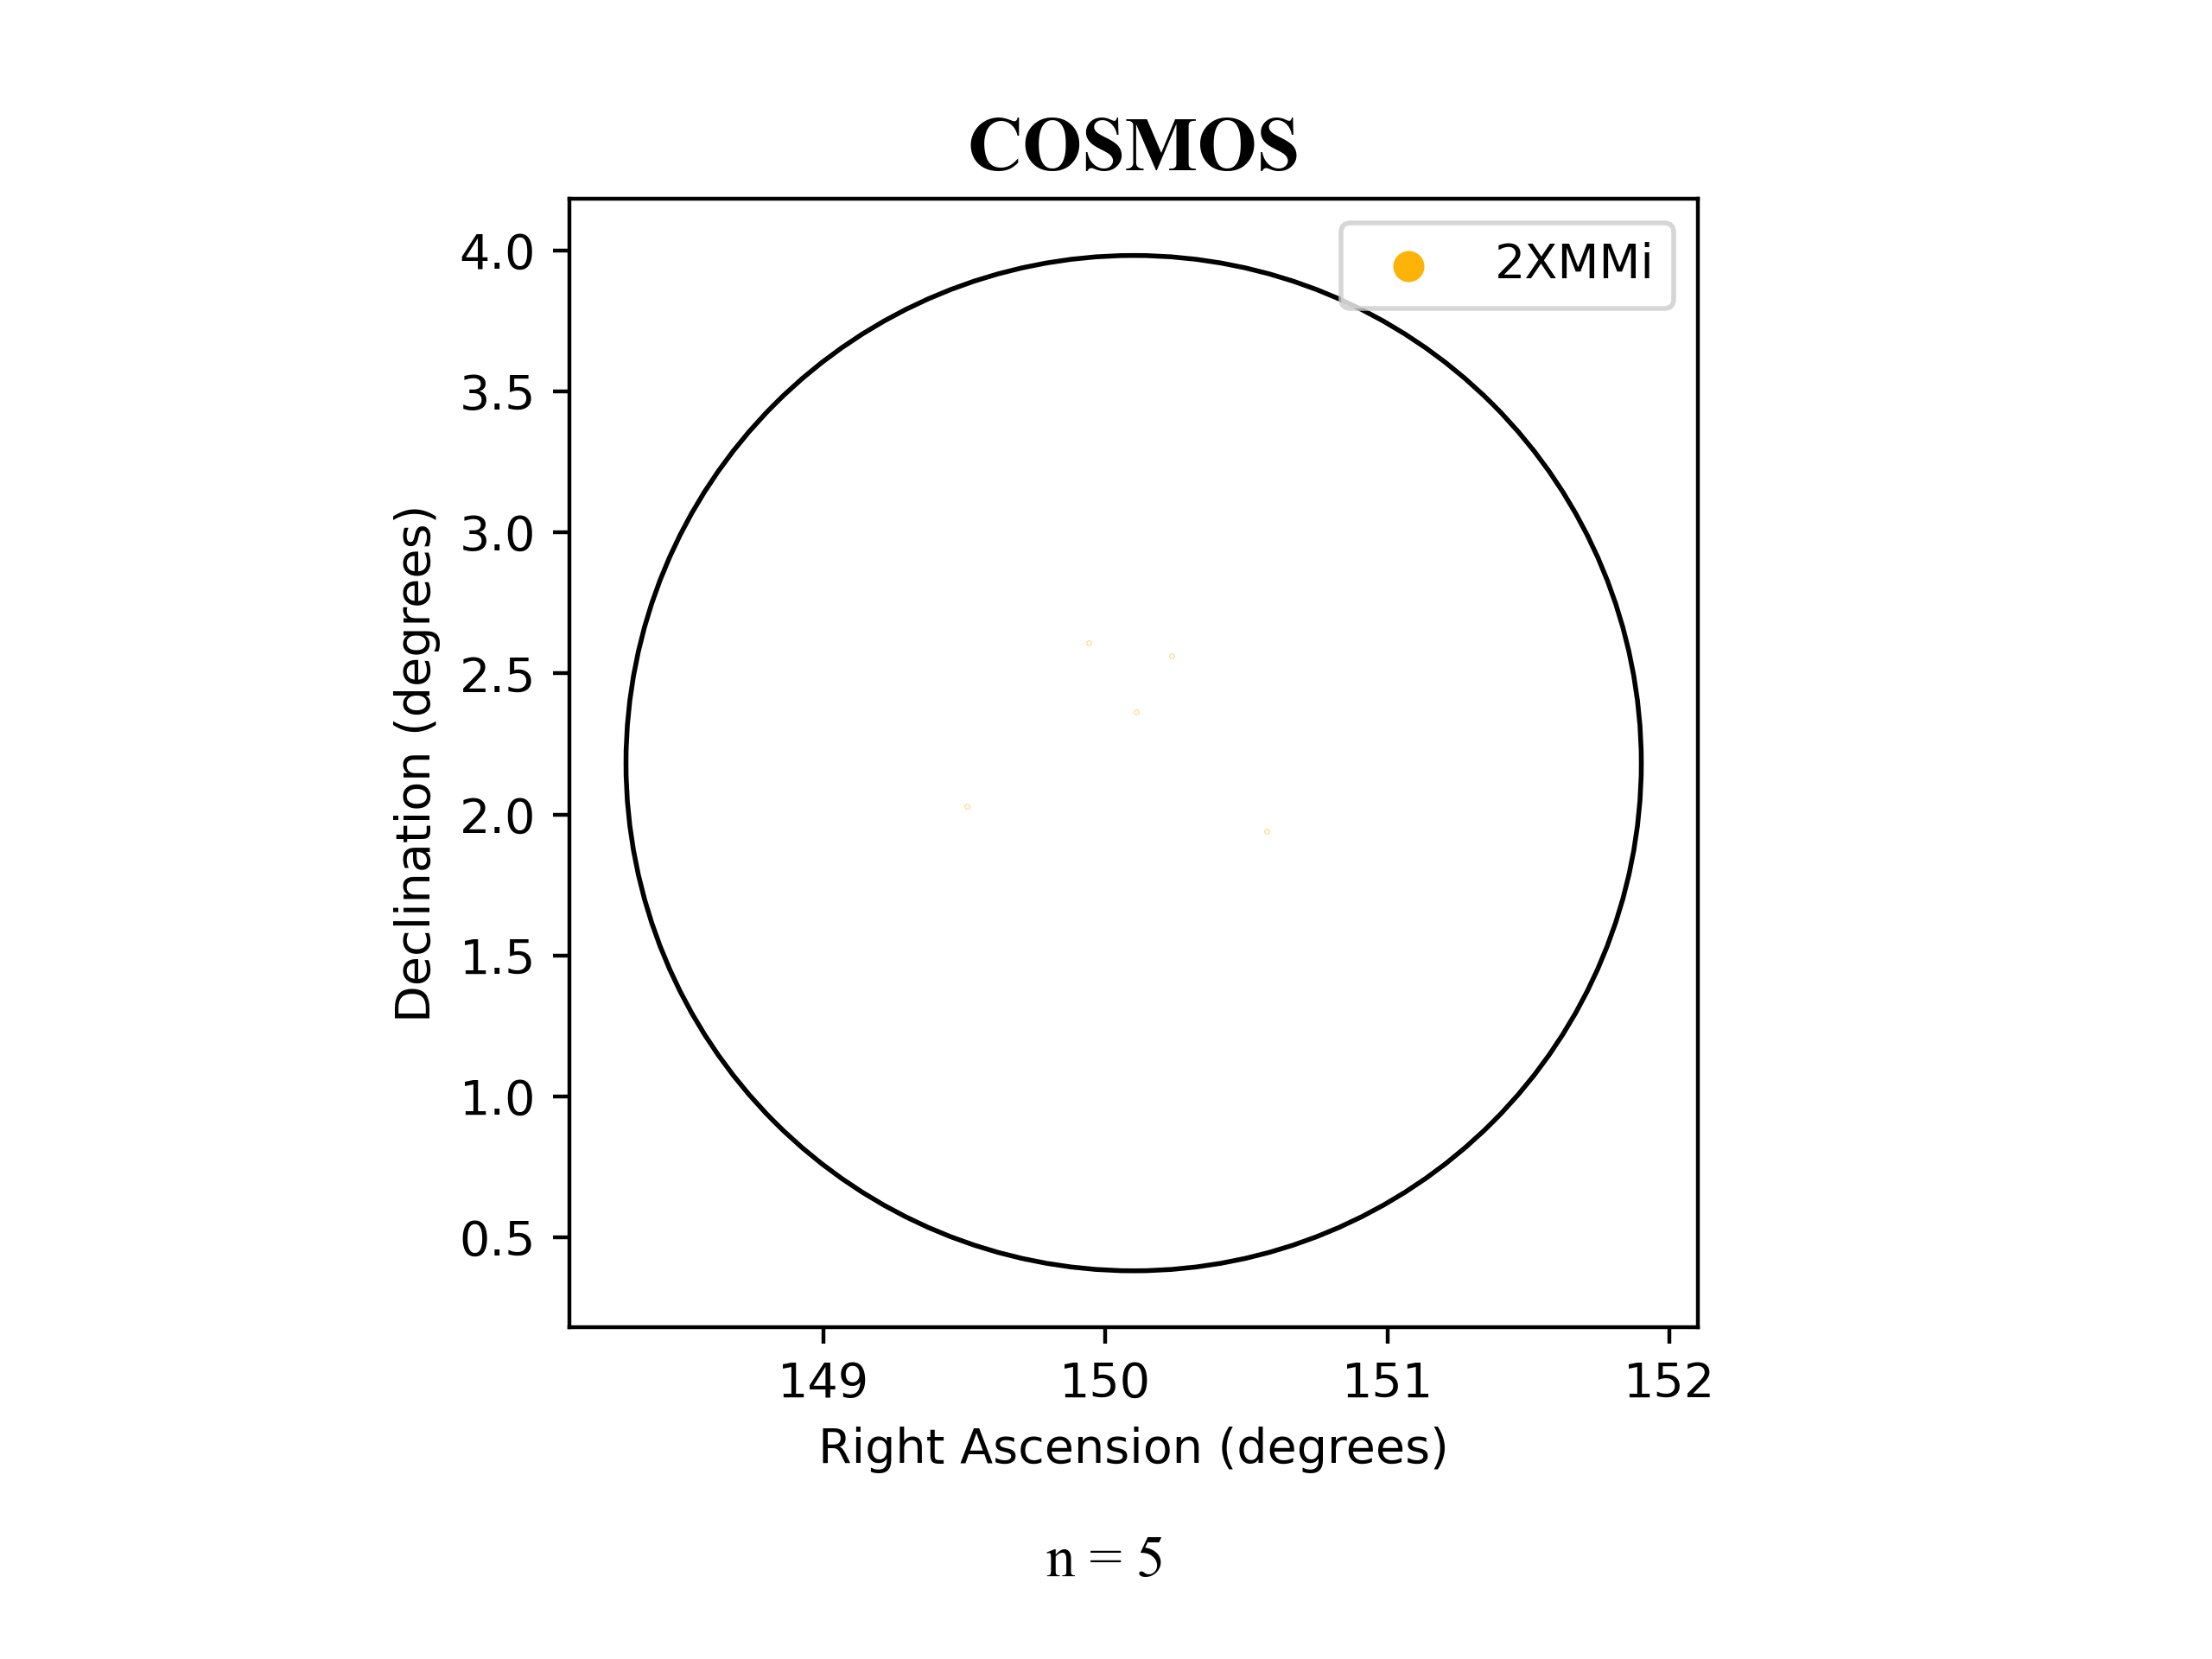 COSMOS
2XMMi
4.0
3.5
3.0
2.5
2.0
1.5
1.0
0.5
Declination (degrees)
149 150 151 152
Right Ascension (degrees)
n = 5